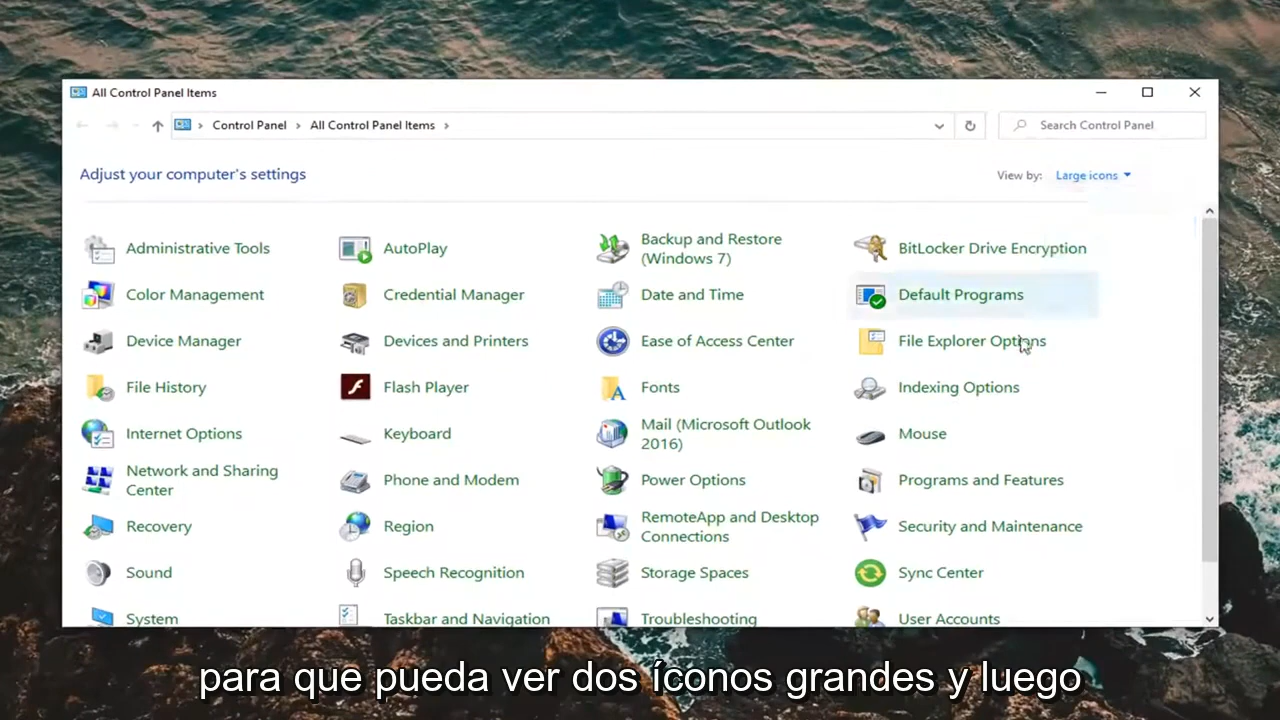 All Control Panel Items
Control Panel > All Control Panel Items >
Search Control Panel
Adjust your computer's settings
View by: Large icons
Administrative Tools
AutoPlay
Backup and Restore
(Windows 7)
BitLocker Drive Encryption
Color Management
Credential Manager
Date and Time
Default Programs
Device Manager
Devices and Printers
Ease of Access Center
File Explorer Options
File History
Flash Player
Fonts
Indexing Options
Internet Options
Keyboard
Mail (Microsoft Outlook
2016)
Mouse
Network and Sharing
Center
Phone and Modem
Power Options
Programs and Features
Recovery
Region
RemoteApp and Desktop
Connections
Security and Maintenance
Sound
Speech Recognition
Storage Spaces
Sync Center
System
Taskbar and Navigation
Troubleshooting
User Accounts
para que pueda ver dos íconos grandes y luego